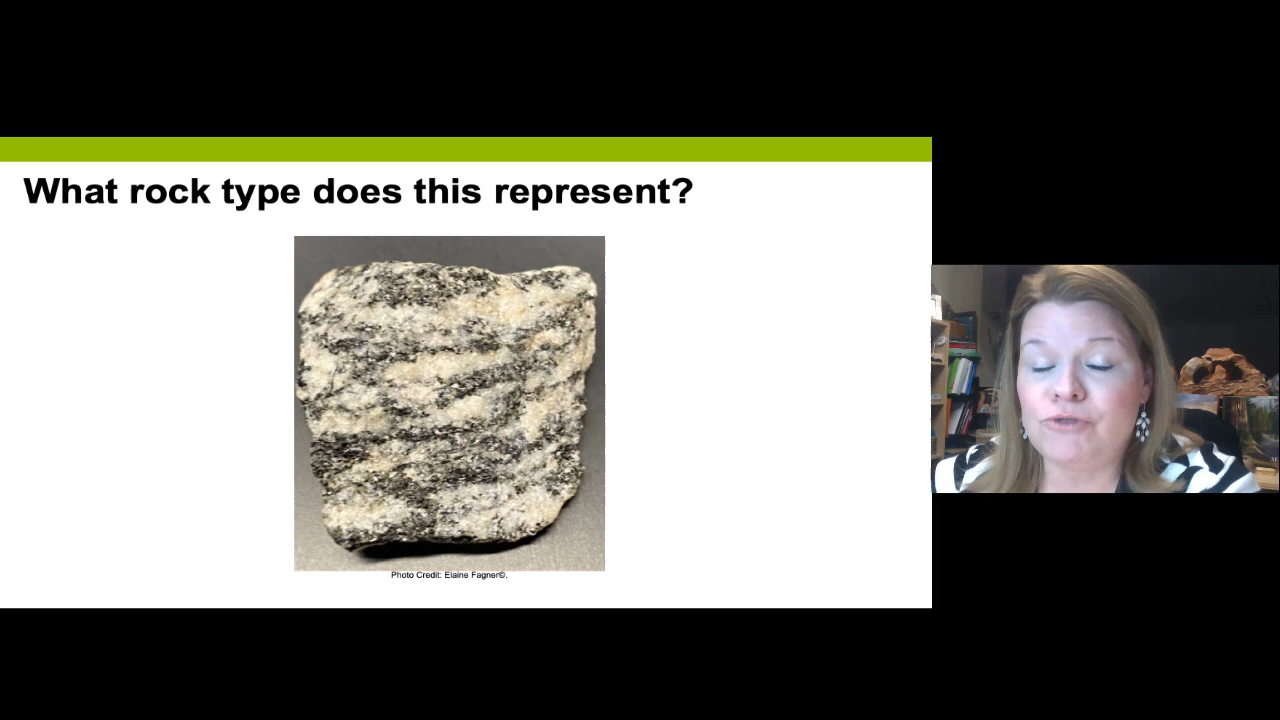 What rock type does this represent?
Photo Credit: Elaine Fagner©.